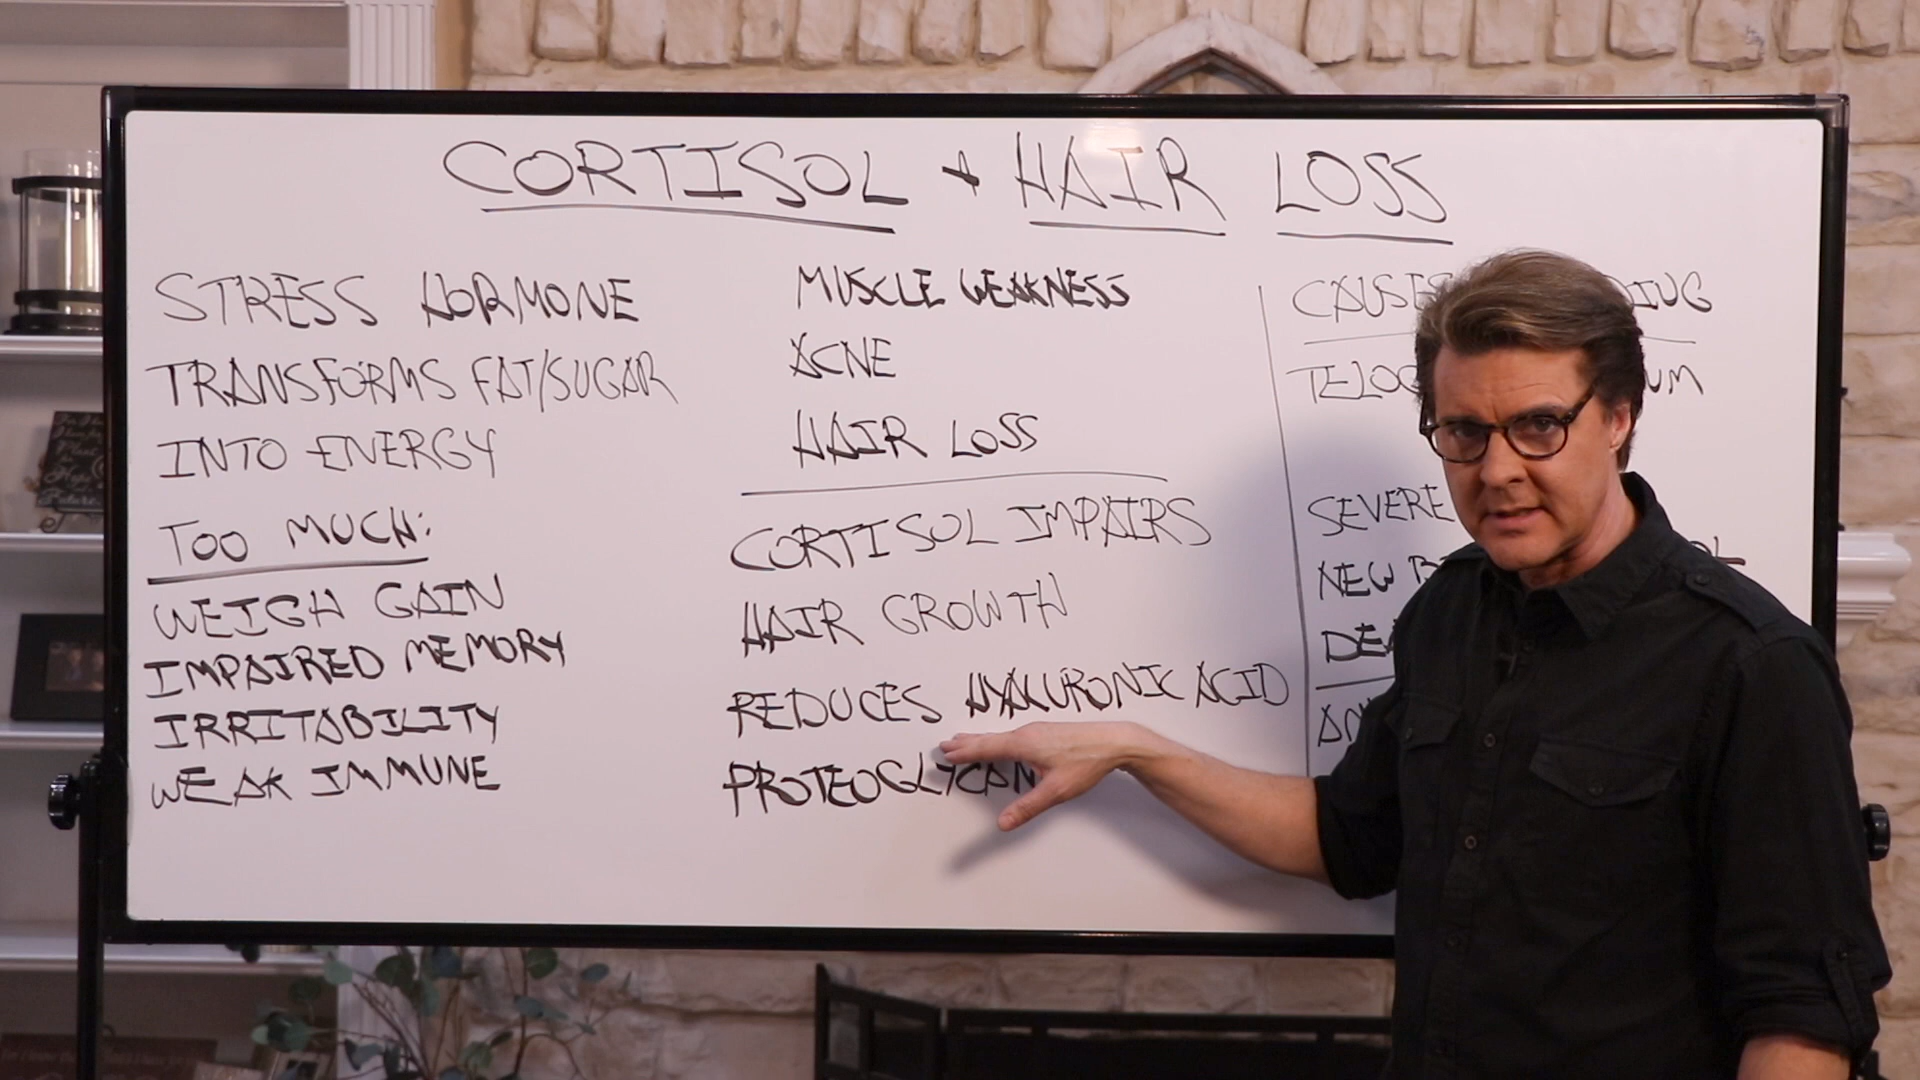 CORTISOL + HAIR LOSS
STRESS HORMONE
TRANSFORMS FAT/SUGAR
INTO ENERGY
TOO MUCH:
WEIGH GAIN
IMPAIRED MEMORY
IRRITABILITY
WEAK IMMUNE
MUSCLE WEAKNESS
ACNE
HAIR LOSS
CORTISOL IMPAIRS
HAIR GROWTH
REDUCES HYALURONIC ACID
PROTEOGLYCAN
SEVERE
NEW